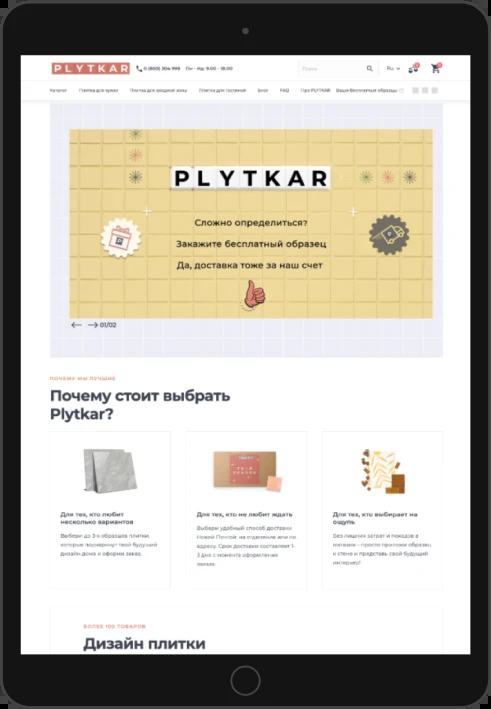 PLYTKAR
0 (800) 304 999 Пн - Нд: 9.00 - 18.00
Поиск
Ru
Каталог Плитка для кухни Плитка для входной зоны Плитка для гостиной Блог FAQ Про PLYTKAR Ваши бесплатные образцы
PLYTKAR
Сложно определиться?
Закажите бесплатный образец
Да, доставка тоже за наш счет
01/02
ПОЧЕМУ МЫ ЛУЧШИЕ
Почему стоит выбрать
Plytkar?
Для тех, кто любит
несколько вариантов
Выбери до 3-х образцов плитки,
которые подчеркнут твой будущий
дизайн дома и оформи заказ.
Для тех, кто не любит ждать
Выбери удобный способ доставки
Новой Почтой: на отделение или по
адресу. Срок доставки составляет 1-
3 дня с момента оформления
заказа.
Для тех, кто выбирает на
ощупь
Без лишних затрат и походов в
магазин – просто приложи образец
к стене и представь свой будущий
интерьер!
БОЛЕЕ 100 ТОВАРОВ
Дизайн плитки